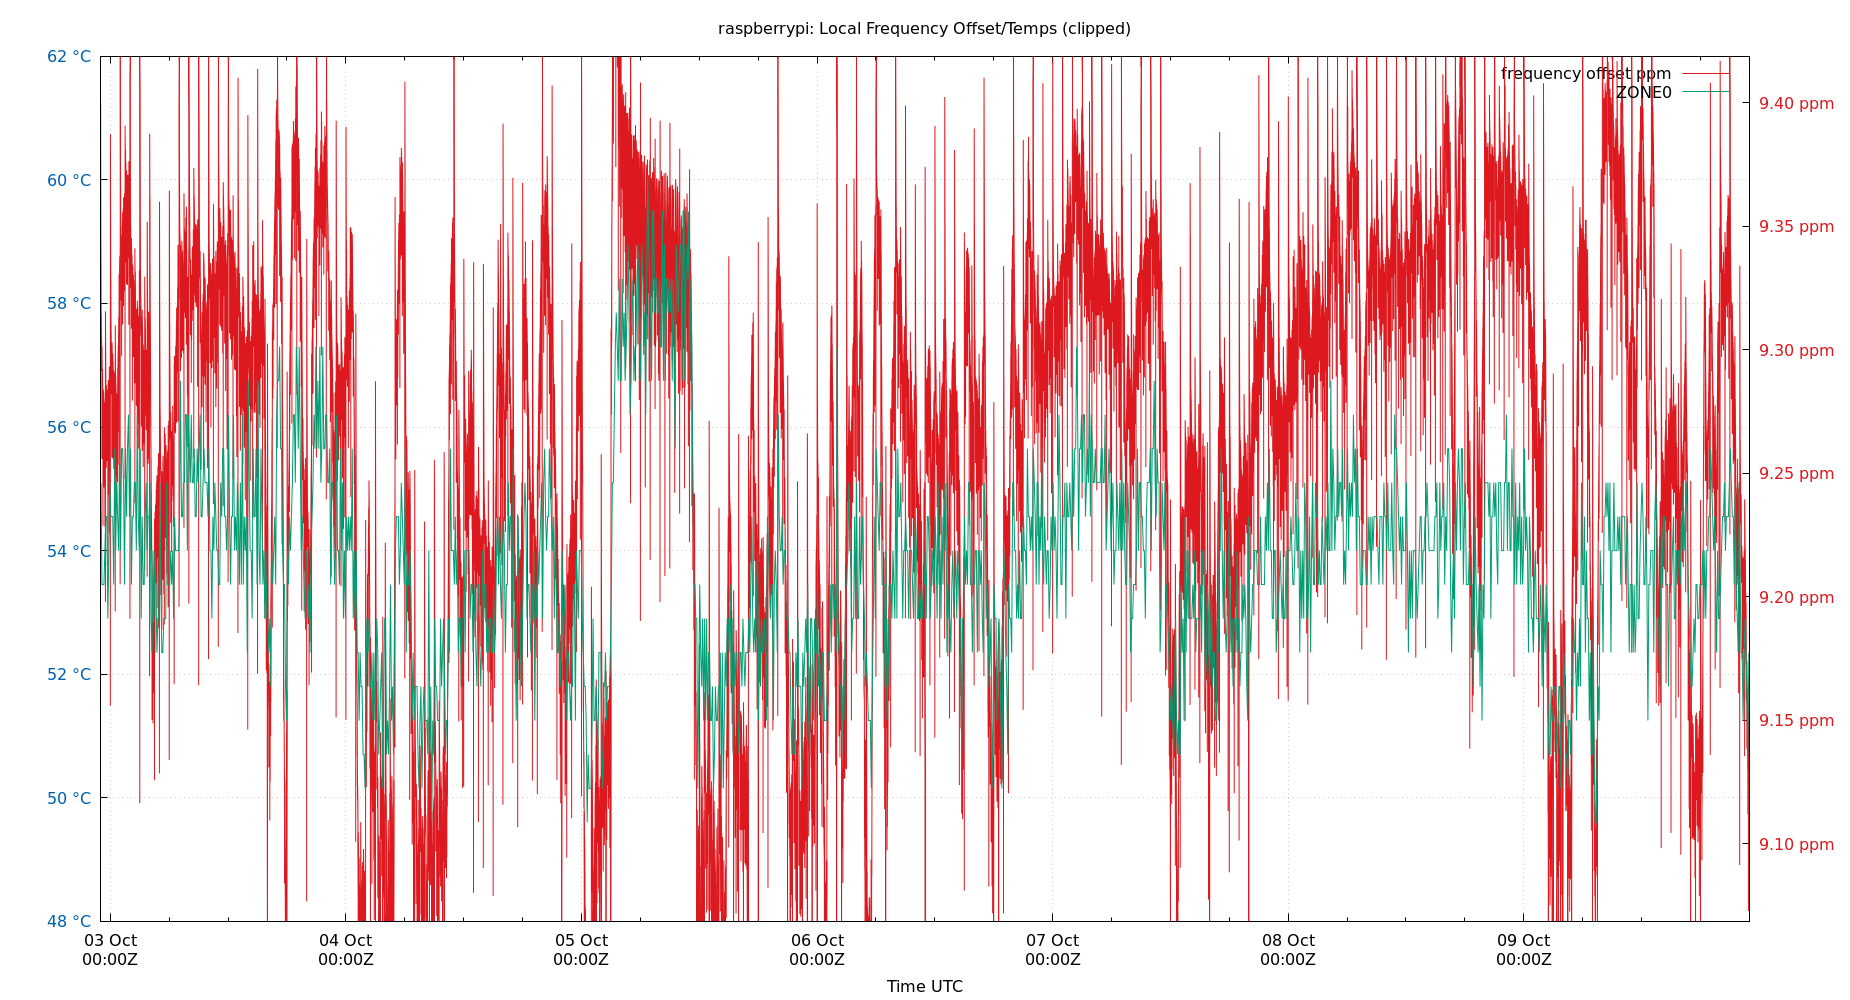 raspberrypi: Local Frequency Offset/Temps (clipped)
frequency offset ppm
ZONE0
62 °C
60 °C
58 °C
56 °C
54 °C
52 °C
50 °C
48 °C
9.40 ppm
9.35 ppm
9.30 ppm
9.25 ppm
9.20 ppm
9.15 ppm
9.10 ppm
03 Oct
00:00Z
04 Oct
00:00Z
05 Oct
00:00Z
06 Oct
00:00Z
07 Oct
00:00Z
08 Oct
00:00Z
09 Oct
00:00Z
Time UTC